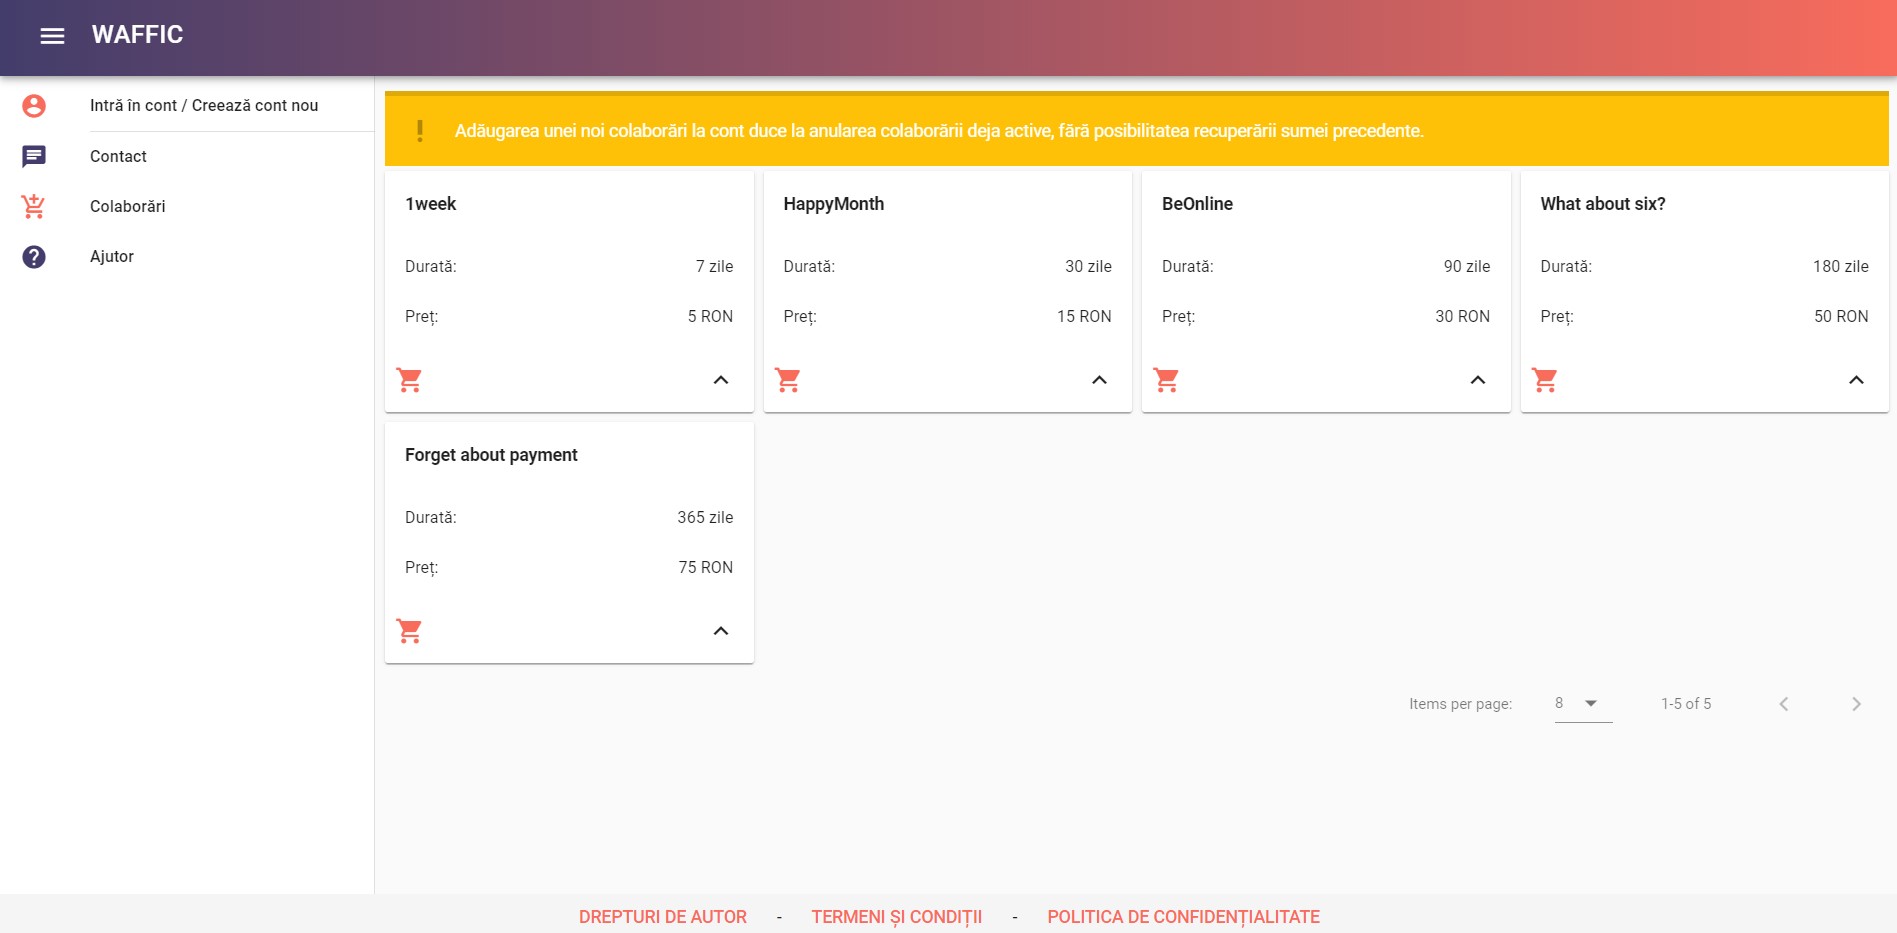 WAFFIC
Intră în cont / Creează cont nou
Contact
Colaborări
Ajutor
Adăugarea unei noi colaborări la cont duce la anularea colaborării deja active, fără posibilitatea recuperării sumei precedente.
1week
Durată: 7 zile
Preț: 5 RON
HappyMonth
Durată: 30 zile
Preț: 15 RON
BeOnline
Durată: 90 zile
Preț: 30 RON
What about six?
Durată: 180 zile
Preț: 50 RON
Forget about payment
Durată: 365 zile
Preț: 75 RON
Items per page: 8 1-5 of 5
DREPTURI DE AUTOR - TERMENI ȘI CONDIȚII - POLITICA DE CONFIDENȚIALITATE